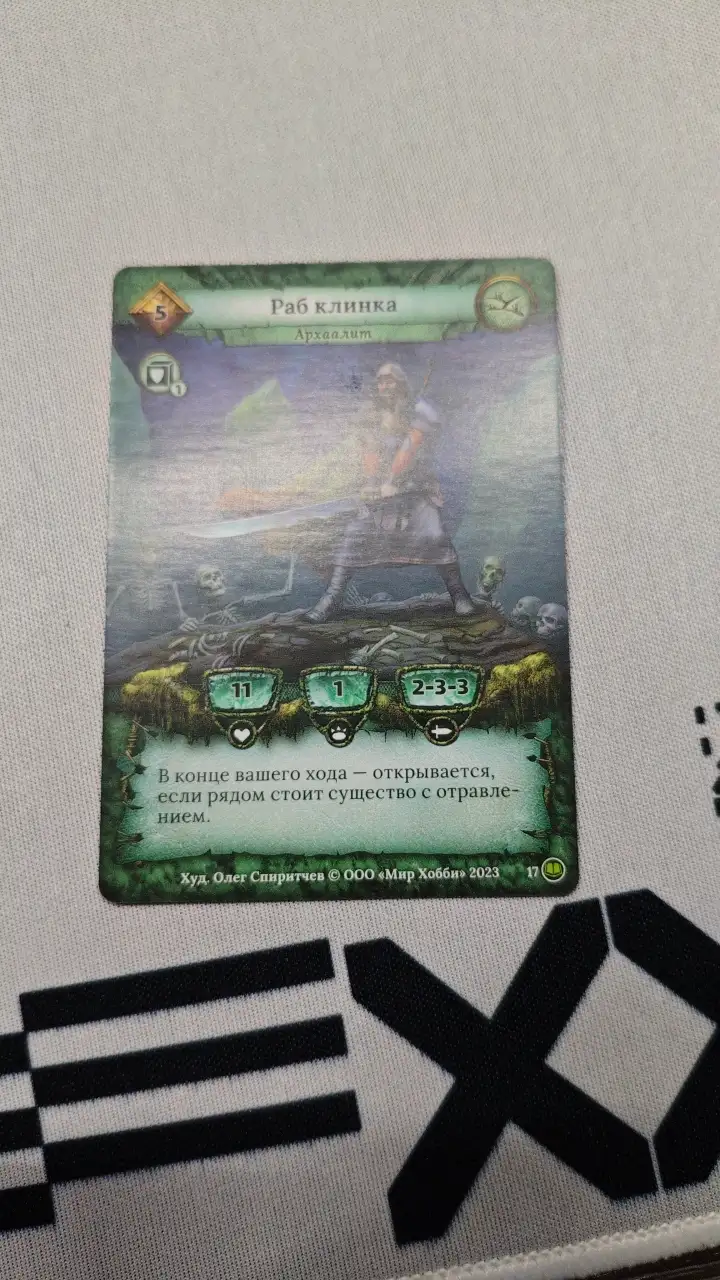 5
Раб клинка
Архаалит
1
11
1
2-3-3
В конце вашего хода — открывается,
если рядом стоит существо с отравле-
нием.
Худ. Олег Спиритчев © ООО «Мир Хобби» 2023
17